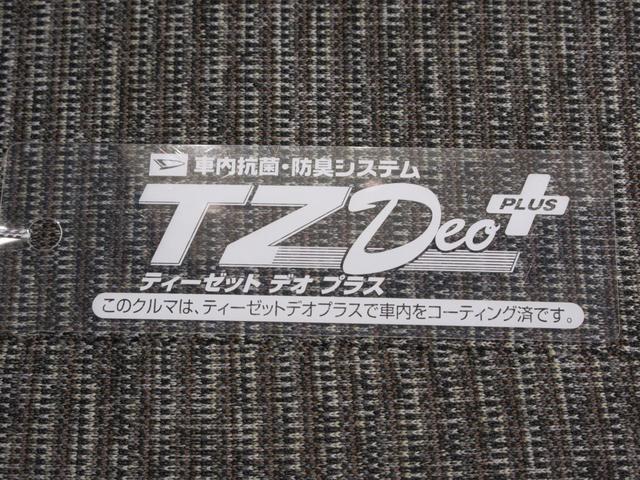 車内抗菌・防臭システム
TZ Deo
PLUS
ティーゼット デオ プラス
このクルマは、ティーゼットデオプラスで車内をコーティング済です。